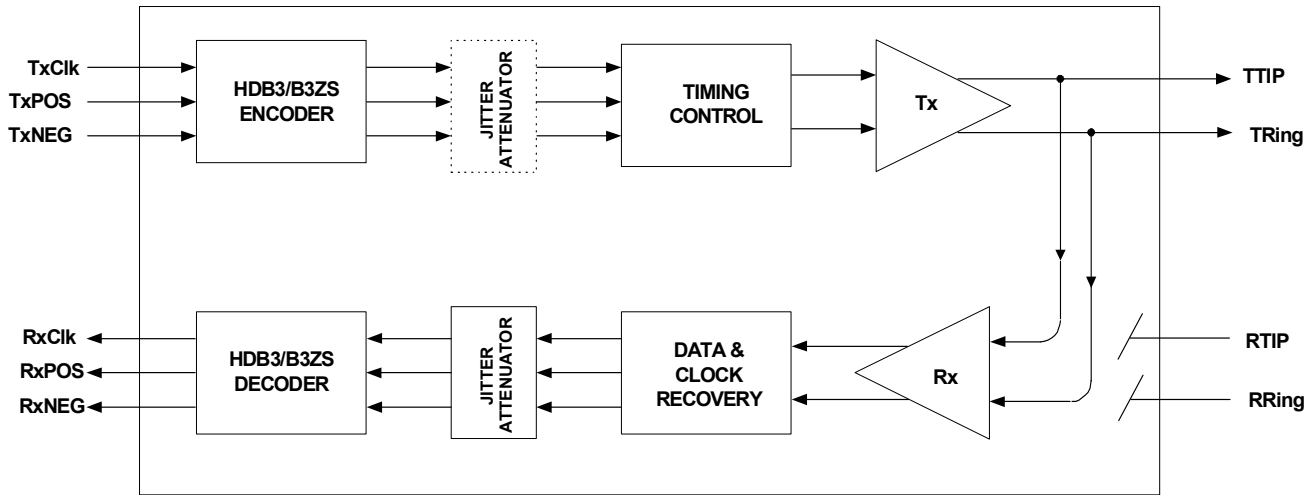 TxClk
TxPOS
TxNEG
HDB3/B3ZS
ENCODER
JITTER
ATTENUATOR
TIMING
CONTROL
Tx
TTIP
TRing
RxClk
RxPOS
RxNEG
HDB3/B3ZS
DECODER
JITTER
ATTENUATOR
DATA &
CLOCK
RECOVERY
Rx
RTIP
RRing